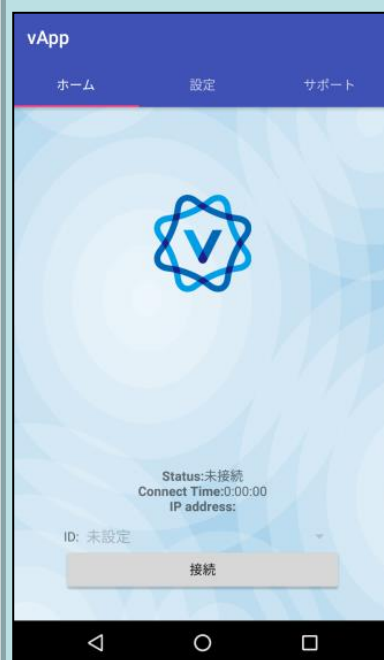 vApp
ホーム 設定 サポート
V
Status:未接続
Connect Time:0:00:00
IP address:
ID: 未設定
接続